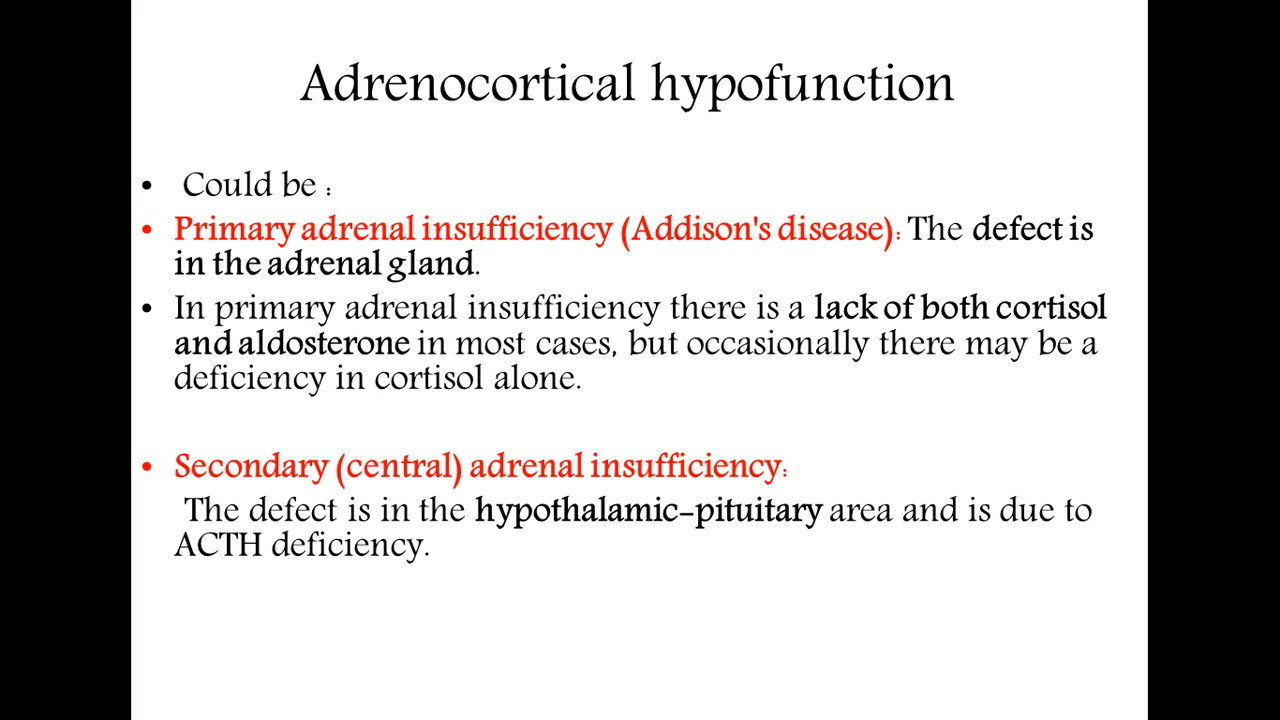 Adrenocortical hypofunction
• Could be :
• Primary adrenal insufficiency (Addison's disease): The defect is
in the adrenal gland.
• In primary adrenal insufficiency there is a lack of both cortisol
and aldosterone in most cases, but occasionally there may be a
deficiency in cortisol alone.
• Secondary (central) adrenal insufficiency:
The defect is in the hypothalamic-pituitary area and is due to
ACTH deficiency.